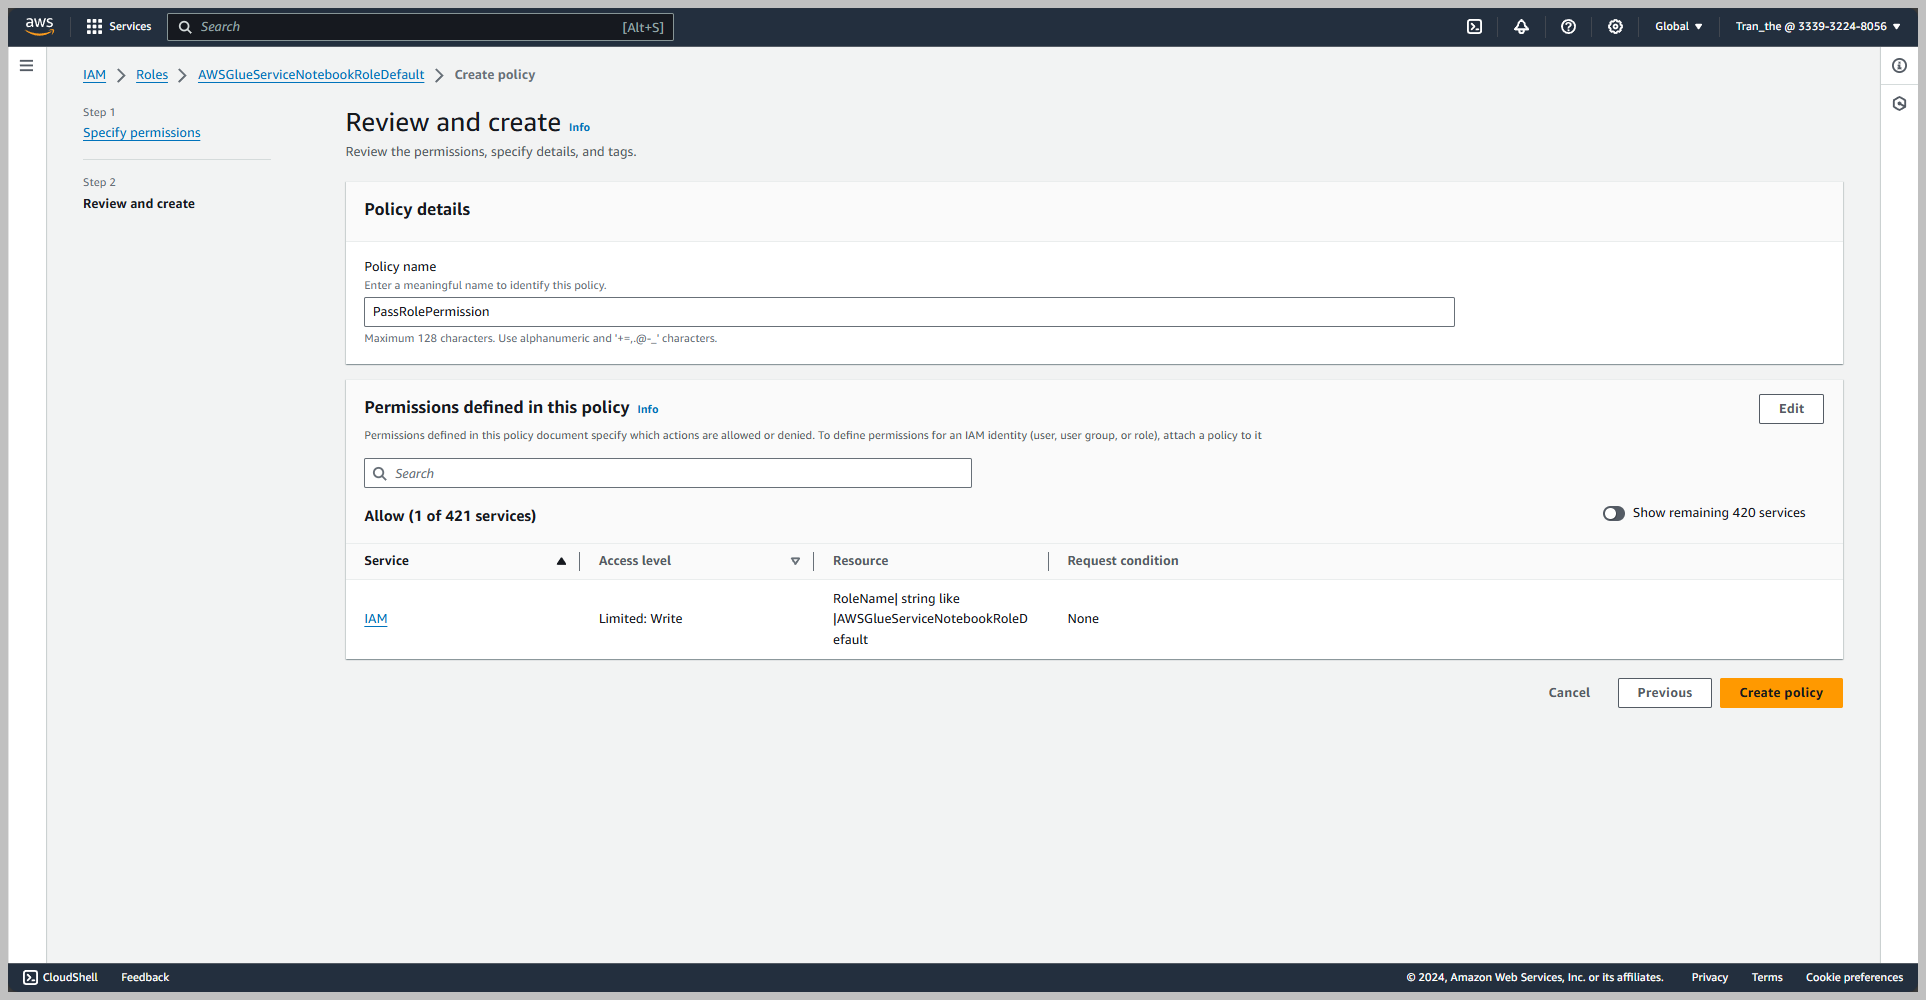 aws
Services
Search
[Alt+S]
Global
Tran_the @ 3339-3224-8056
IAM
Roles
AWSGlueServiceNotebookRoleDefault
Create policy
Step 1
Specify permissions
Step 2
Review and create
Review and create Info
Review the permissions, specify details, and tags.
Policy details
Policy name
Enter a meaningful name to identify this policy.
PassRolePermission
Maximum 128 characters. Use alphanumeric and '+=,.@-_' characters.
Permissions defined in this policy Info
Edit
Permissions defined in this policy document specify which actions are allowed or denied. To define permissions for an IAM identity (user, user group, or role), attach a policy to it
Search
Allow (1 of 421 services)
Show remaining 420 services
Service
Access level
Resource
Request condition
IAM
Limited: Write
RoleName| string like
|AWSGlueServiceNotebookRoleD
efault
None
Cancel
Previous
Create policy
CloudShell
Feedback
© 2024, Amazon Web Services, Inc. or its affiliates.
Privacy
Terms
Cookie preferences